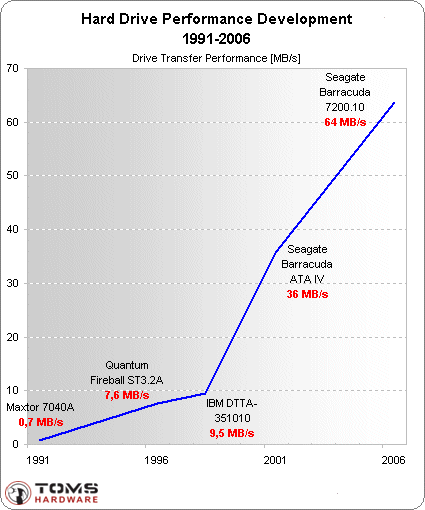 Hard Drive Performance Development
1991-2006
Drive Transfer Performance [MB/s]
70
60
50
40
30
20
10
0
Seagate
Barracuda
7200.10
64 MB/s
Seagate
Barracuda
ATA IV
36 MB/s
Quantum
Fireball ST3.2A
7,6 MB/s
Maxtor 7040A
0,7 MB/s
IBM DTTA-
351010
9,5 MB/s
1991
1996
2001
2006
TOMS
HARDWARE